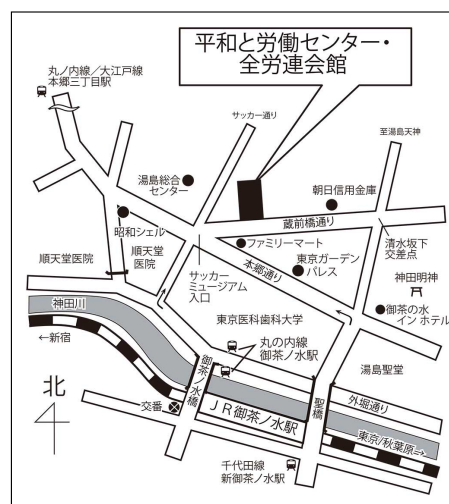 平和と労働センター・
全労連会館
丸ノ内線／大江戸線
本郷三丁目駅
サッカー通り
至湯島天神
湯島総合
センター
朝日信用金庫
蔵前橋通り
昭和シェル
順天堂医院
順天堂
医院
ファミリーマート
清水坂下
交差点
サッカー
ミュージアム
入口
本郷通り
東京ガーデン
パレス
神田明神
御茶の水
イン ホテル
神田川
東京医科歯科大学
←新宿
丸の内線
御茶ノ水駅
湯島聖堂
御茶ノ水橋
聖橋
外堀通り
北
交番
ＪＲ御茶ノ水駅
東京/秋葉原→
千代田線
新御茶ノ水駅